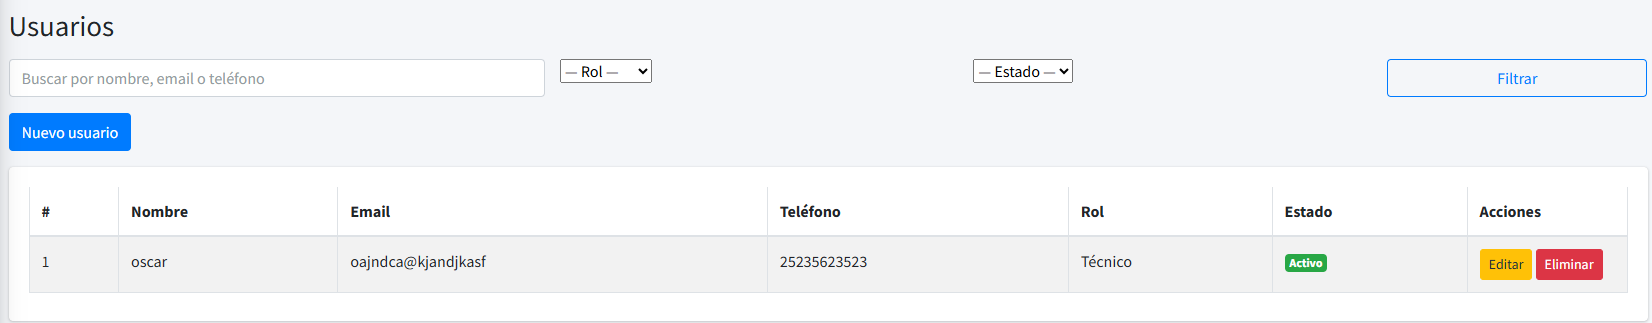 Usuarios
Buscar por nombre, email o teléfono
— Rol —
— Estado —
Filtrar
Nuevo usuario
# Nombre Email Teléfono Rol Estado Acciones
1 oscar oajndca@kjandjkasf 25235623523 Técnico Activo Editar Eliminar